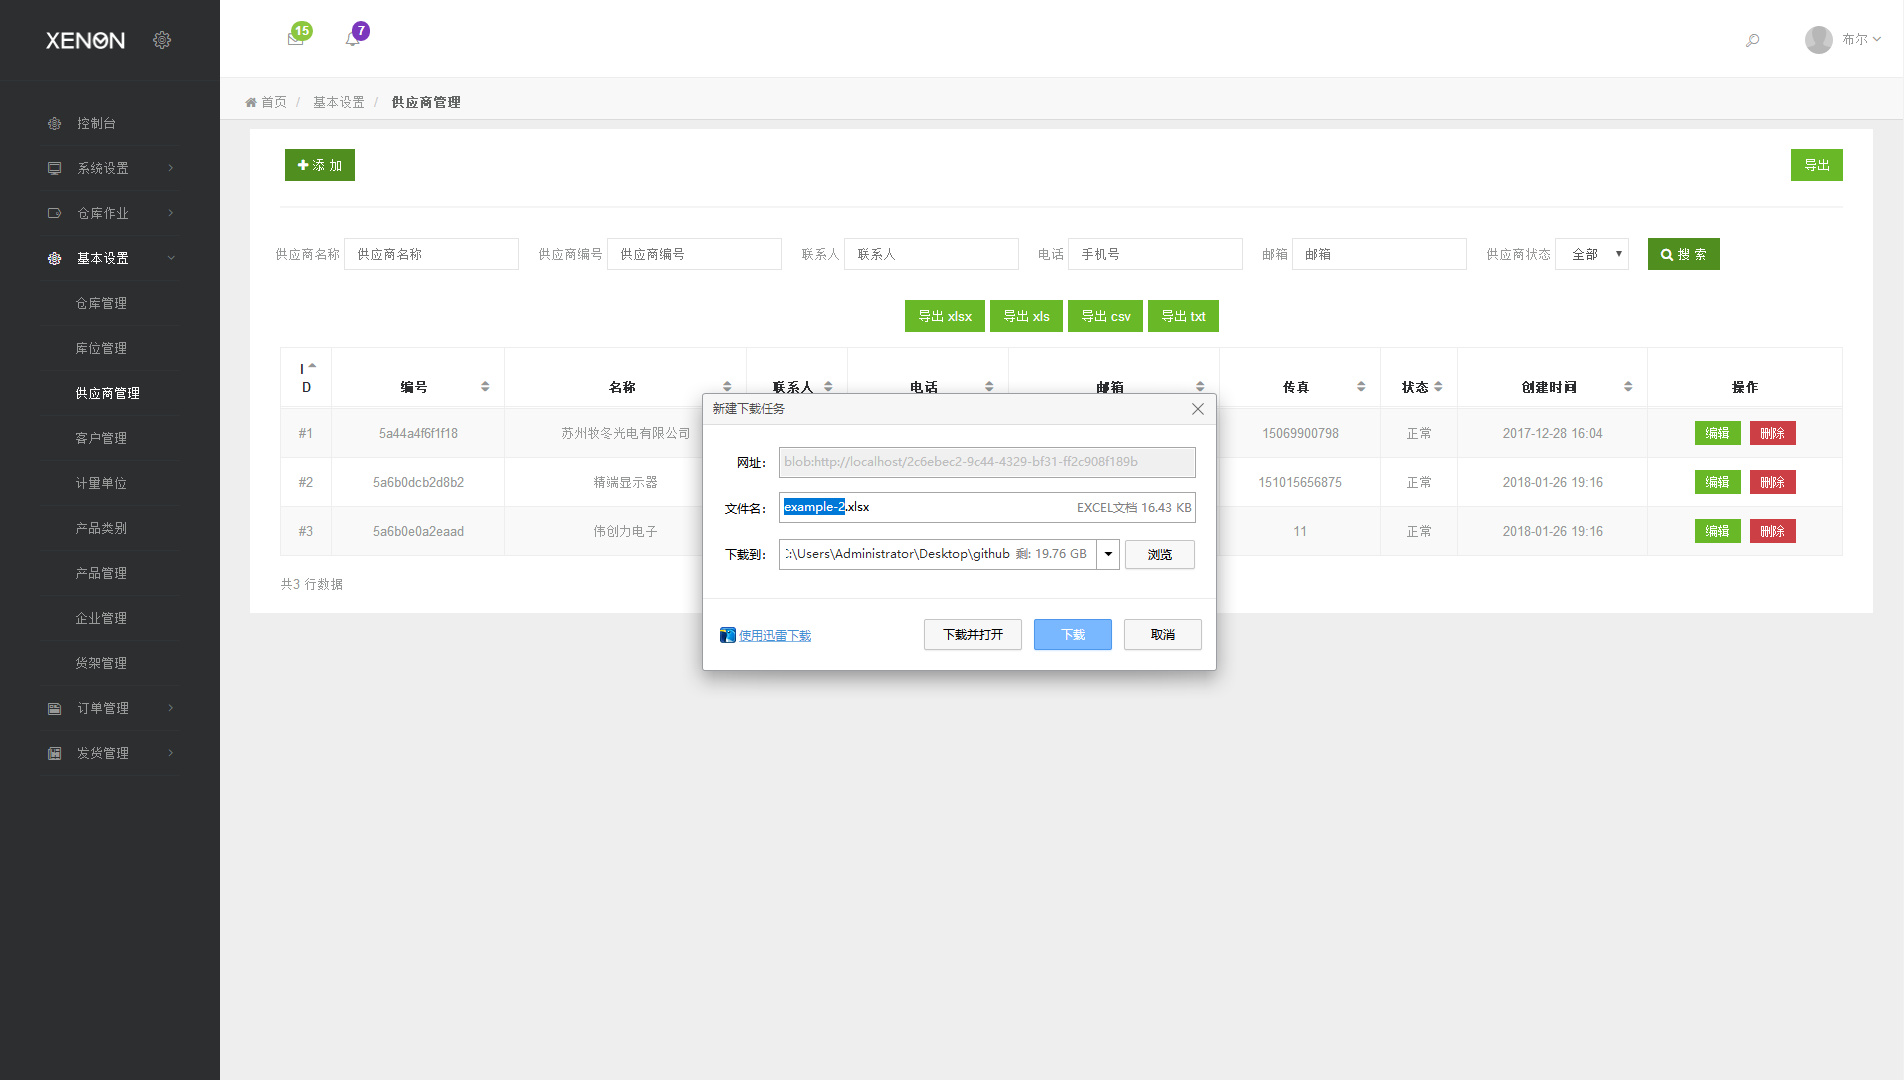 XENON
15
7
布尔
控制台
系统设置
仓库作业
基本设置
仓库管理
库位管理
供应商管理
客户管理
计量单位
产品类别
产品管理
企业管理
货架管理
订单管理
发货管理
首页 / 基本设置 / 供应商管理
添 加
导出
供应商名称 供应商名称 供应商编号 供应商编号 联系人 联系人 电话 手机号 邮箱 邮箱 供应商状态 全部 搜 索
导出 xlsx 导出 xls 导出 csv 导出 txt
ID 编号 名称 联系人 电话 邮箱 传真 状态 创建时间 操作
#1 5a44a4f6f1f18 苏州牧冬光电有限公司 15069900798 正常 2017-12-28 16:04 编辑 删除
#2 5a6b0dcb2d8b2 精端显示器 151015656875 正常 2018-01-26 19:16 编辑 删除
#3 5a6b0e0a2eaad 伟创力电子 11 正常 2018-01-26 19:16 编辑 删除
共3 行数据
新建下载任务
网址： blob:http://localhost/2c6ebec2-9c44-4329-bf31-ff2c908f189b
文件名： example-2.xlsx EXCEL文档 16.43 KB
下载到： :\Users\Administrator\Desktop\github 剩: 19.76 GB 浏览
使用迅雷下载 下载并打开 下载 取消